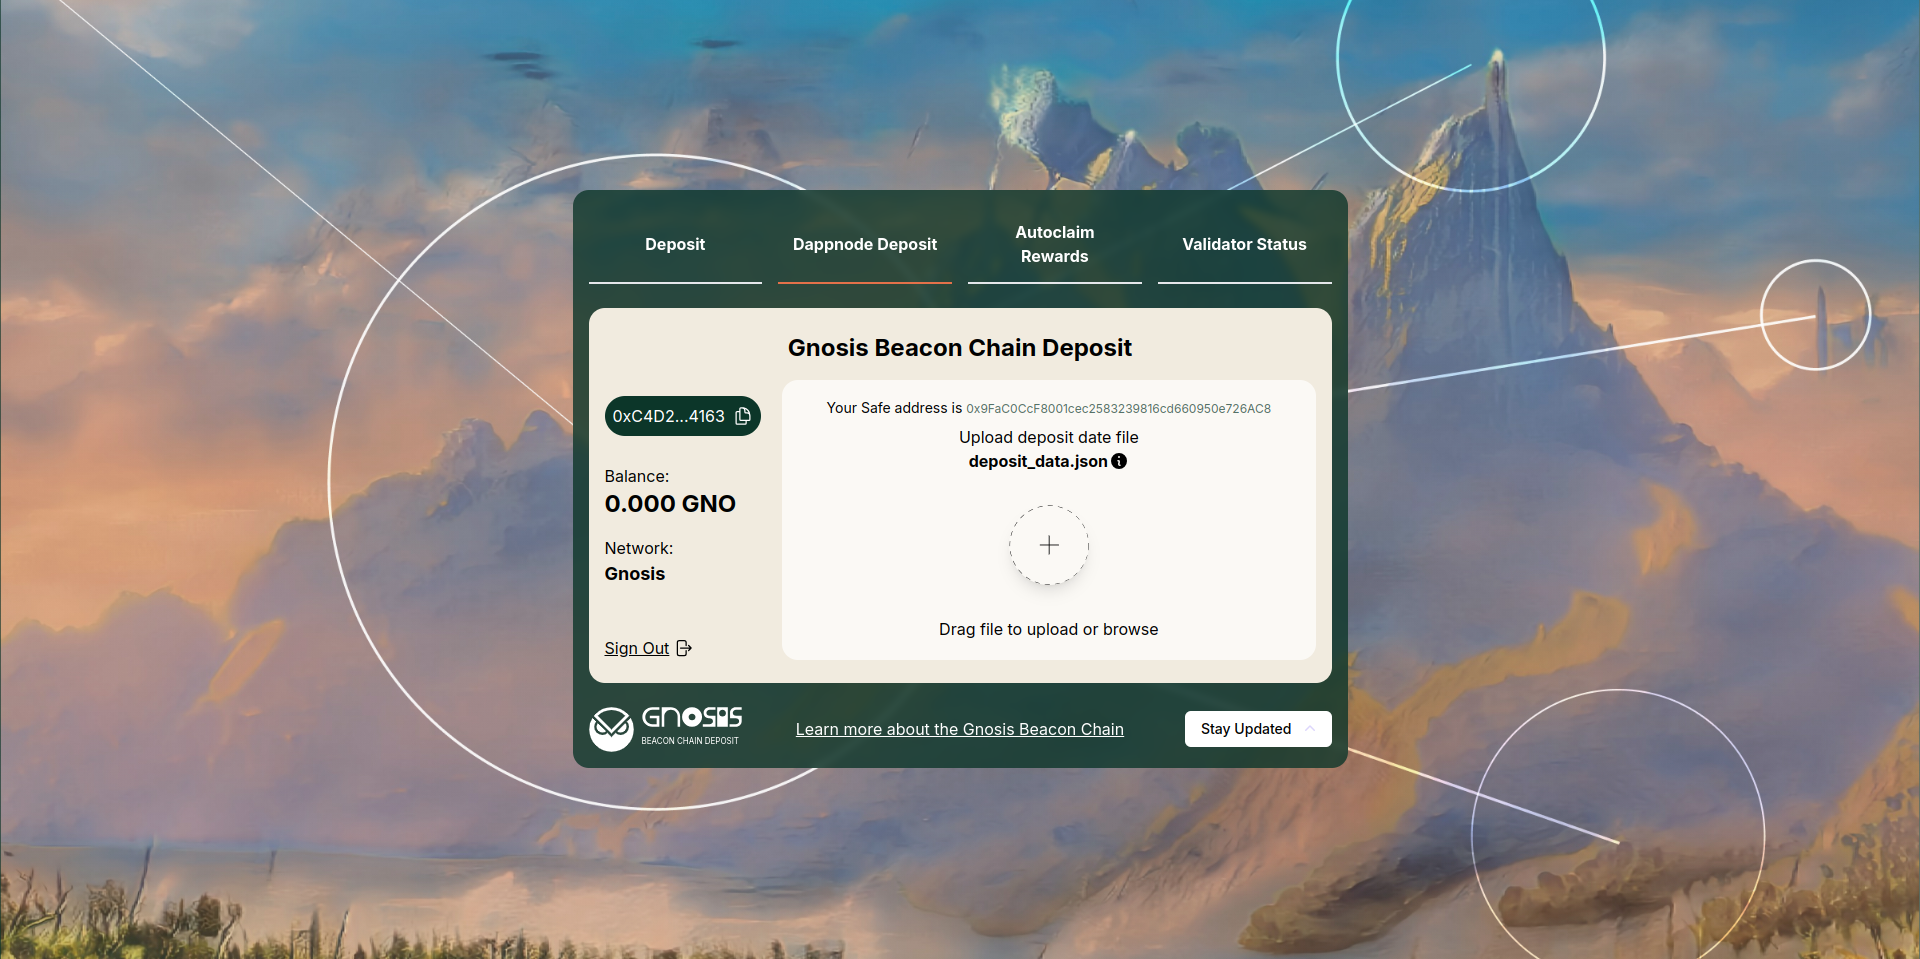 Deposit
Dappnode Deposit
Autoclaim
Rewards
Validator Status
Gnosis Beacon Chain Deposit
0xC4D2...4163
Balance:
0.000 GNO
Network:
Gnosis
Sign Out
Your Safe address is 0x9FaC0CcF8001cec2583239816cd660950e726AC8
Upload deposit date file
deposit_data.json
Drag file to upload or browse
GNOSIS
BEACON CHAIN DEPOSIT
Learn more about the Gnosis Beacon Chain
Stay Updated